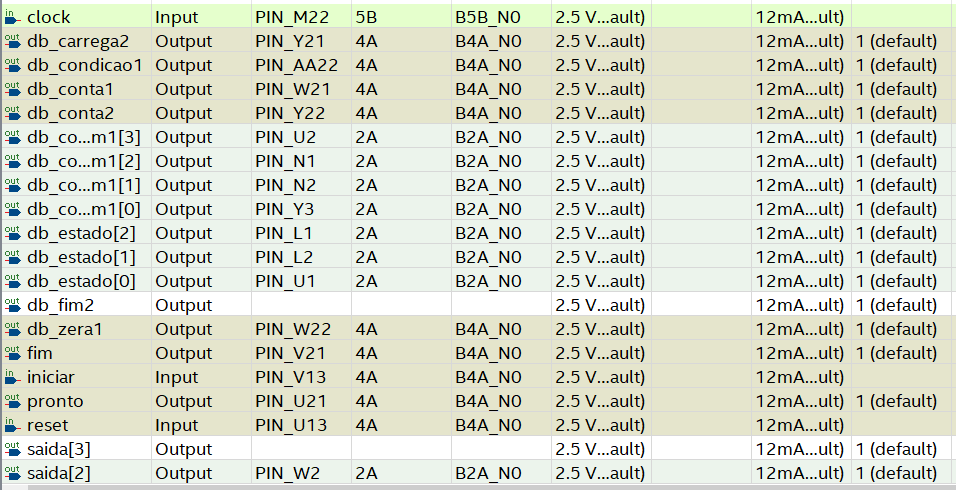 in clock Input PIN_M22 5B B5B_N0 2.5 V...ault) 12mA...ult)
out db_carrega2 Output PIN_Y21 4A B4A_N0 2.5 V...ault) 12mA...ult) 1 (default)
out db_condicao1 Output PIN_AA22 4A B4A_N0 2.5 V...ault) 12mA...ult) 1 (default)
out db_conta1 Output PIN_W21 4A B4A_N0 2.5 V...ault) 12mA...ult) 1 (default)
out db_conta2 Output PIN_Y22 4A B4A_N0 2.5 V...ault) 12mA...ult) 1 (default)
out db_co...m1[3] Output PIN_U2 2A B2A_N0 2.5 V...ault) 12mA...ult) 1 (default)
out db_co...m1[2] Output PIN_N1 2A B2A_N0 2.5 V...ault) 12mA...ult) 1 (default)
out db_co...m1[1] Output PIN_N2 2A B2A_N0 2.5 V...ault) 12mA...ult) 1 (default)
out db_co...m1[0] Output PIN_Y3 2A B2A_N0 2.5 V...ault) 12mA...ult) 1 (default)
out db_estado[2] Output PIN_L1 2A B2A_N0 2.5 V...ault) 12mA...ult) 1 (default)
out db_estado[1] Output PIN_L2 2A B2A_N0 2.5 V...ault) 12mA...ult) 1 (default)
out db_estado[0] Output PIN_U1 2A B2A_N0 2.5 V...ault) 12mA...ult) 1 (default)
out db_fim2 Output 2.5 V...ault) 12mA...ult) 1 (default)
out db_zera1 Output PIN_W22 4A B4A_N0 2.5 V...ault) 12mA...ult) 1 (default)
out fim Output PIN_V21 4A B4A_N0 2.5 V...ault) 12mA...ult) 1 (default)
in iniciar Input PIN_V13 4A B4A_N0 2.5 V...ault) 12mA...ult)
out pronto Output PIN_U21 4A B4A_N0 2.5 V...ault) 12mA...ult) 1 (default)
in reset Input PIN_U13 4A B4A_N0 2.5 V...ault) 12mA...ult)
out saida[3] Output 2.5 V...ault) 12mA...ult) 1 (default)
out saida[2] Output PIN_W2 2A B2A_N0 2.5 V...ault) 12mA...ult) 1 (default)